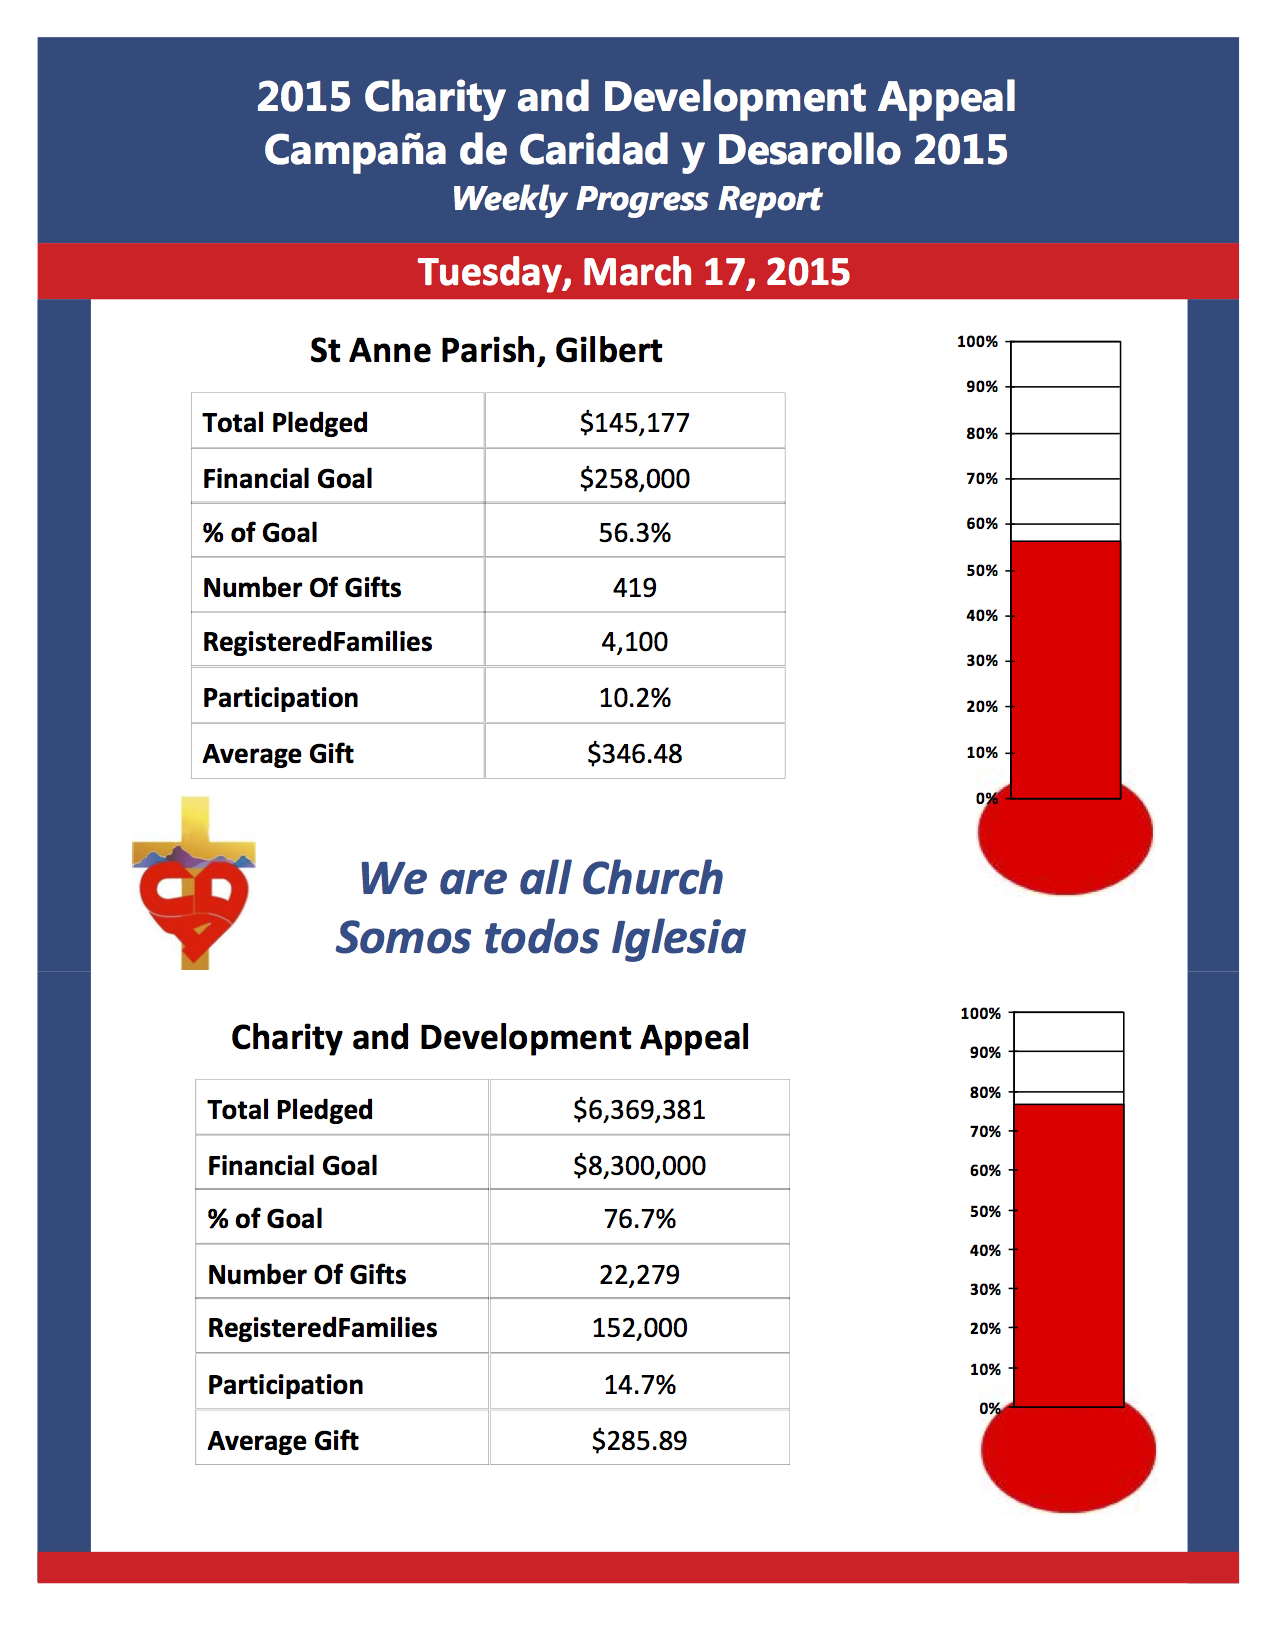 2015 Charity and Development Appeal
Campaña de Caridad y Desarollo 2015
Weekly Progress Report
Tuesday, March 17, 2015
St Anne Parish, Gilbert
Total Pledged $145,177
Financial Goal $258,000
% of Goal 56.3%
Number Of Gifts 419
RegisteredFamilies 4,100
Participation 10.2%
Average Gift $346.48
100%
90%
80%
70%
60%
50%
40%
30%
20%
10%
0%
We are all Church
Somos todos Iglesia
Charity and Development Appeal
Total Pledged $6,369,381
Financial Goal $8,300,000
% of Goal 76.7%
Number Of Gifts 22,279
RegisteredFamilies 152,000
Participation 14.7%
Average Gift $285.89
100%
90%
80%
70%
60%
50%
40%
30%
20%
10%
0%